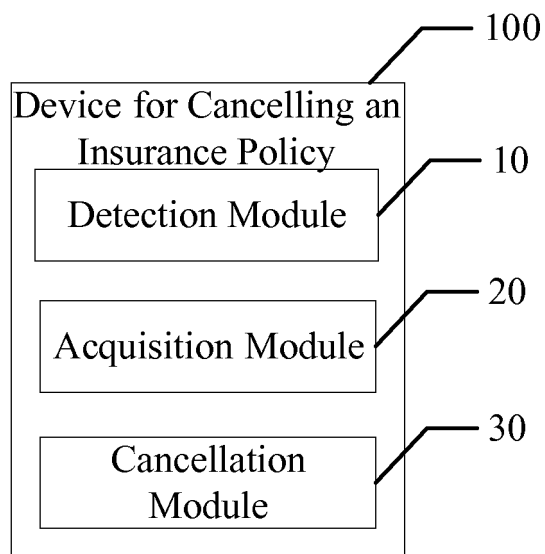 100
Device for Cancelling an
Insurance Policy
10
Detection Module
20
Acquisition Module
30
Cancellation
Module